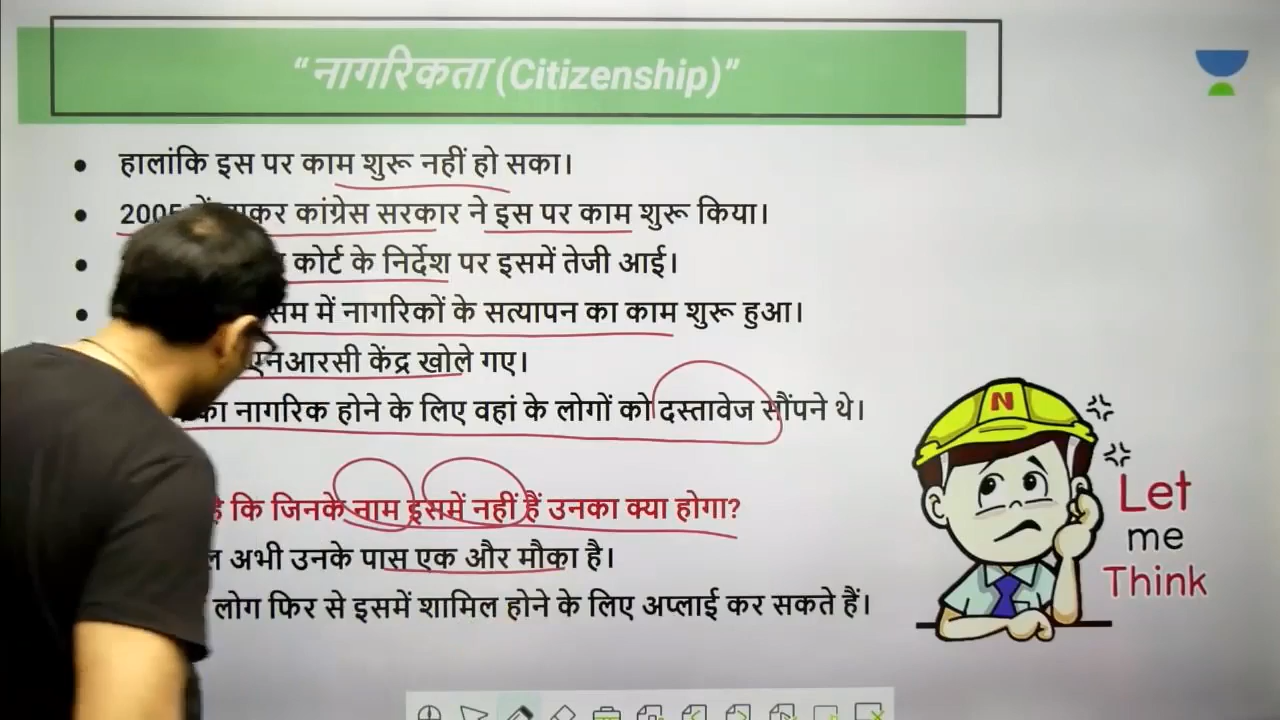 “नागरिकता (Citizenship)”
हालांकि इस पर काम शुरू नहीं हो सका।
2005 कांग्रेस सरकार ने इस पर काम शुरू किया।
कोर्ट के निर्देश पर इसमें तेजी आई।
में नागरिकों के सत्यापन का काम शुरू हुआ।
एनआरसी केंद्र खोले गए।
का नागरिक होने के लिए वहां के लोगों को दस्तावेज सौंपने थे।
है कि जिनके नाम इसमें नहीं हैं उनका क्या होगा?
अभी उनके पास एक और मौका है।
लोग फिर से इसमें शामिल होने के लिए अप्लाई कर सकते हैं।
N
Let
me
Think